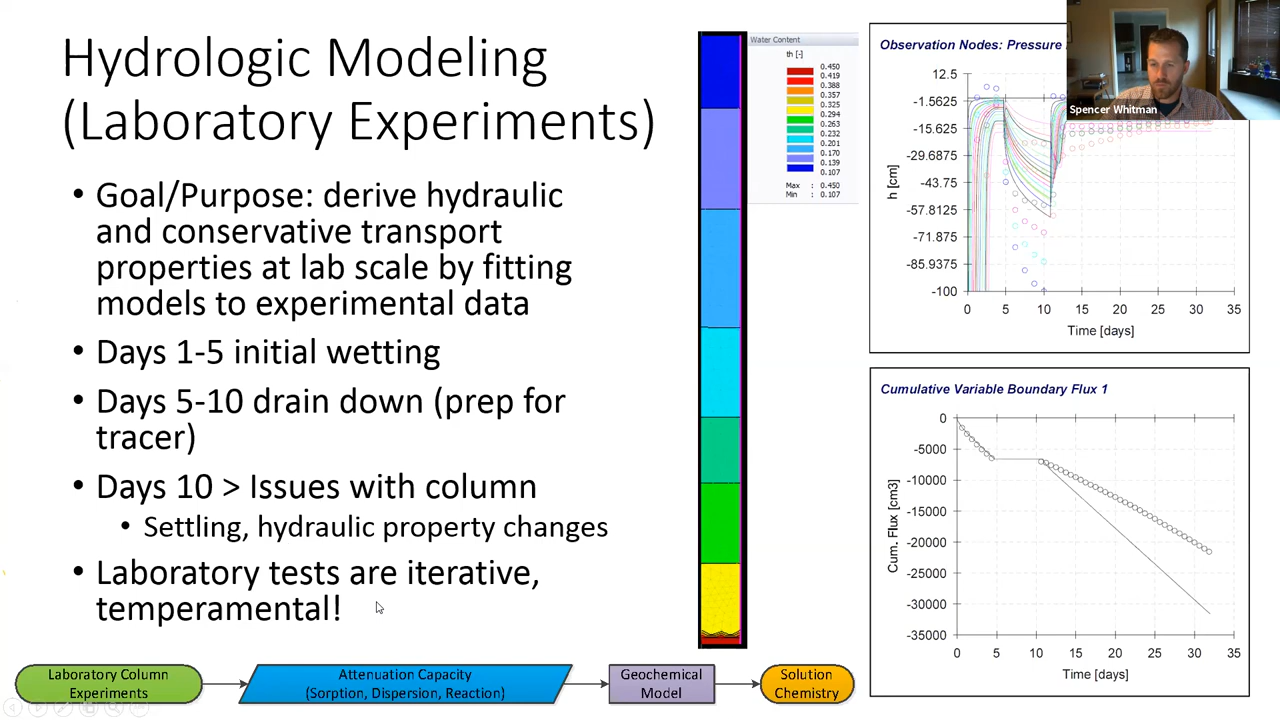 Hydrologic Modeling
(Laboratory Experiments)
• Goal/Purpose: derive hydraulic
and conservative transport
properties at lab scale by fitting
models to experimental data
• Days 1-5 initial wetting
• Days 5-10 drain down (prep for
tracer)
• Days 10 > Issues with column
• Settling, hydraulic property changes
• Laboratory tests are iterative,
temperamental!
Water Content
th [-]
0.450
0.419
0.388
0.357
0.325
0.294
0.263
0.232
0.201
0.170
0.139
0.107
Max : 0.450
Min : 0.107
Observation Nodes: Pressure
Spencer Whitman
12.5
-1.5625
-15.625
-29.6875
-43.75
-57.8125
-71.875
-85.9375
-100
h [cm]
0 5 10 15 20 25 30 35
Time [days]
Cumulative Variable Boundary Flux 1
0
-5000
-10000
-15000
-20000
-25000
-30000
-35000
Cum. Flux [cm3]
0 5 10 15 20 25 30 35
Time [days]
Laboratory Column
Experiments
Attenuation Capacity
(Sorption, Dispersion, Reaction)
Geochemical
Model
Solution
Chemistry